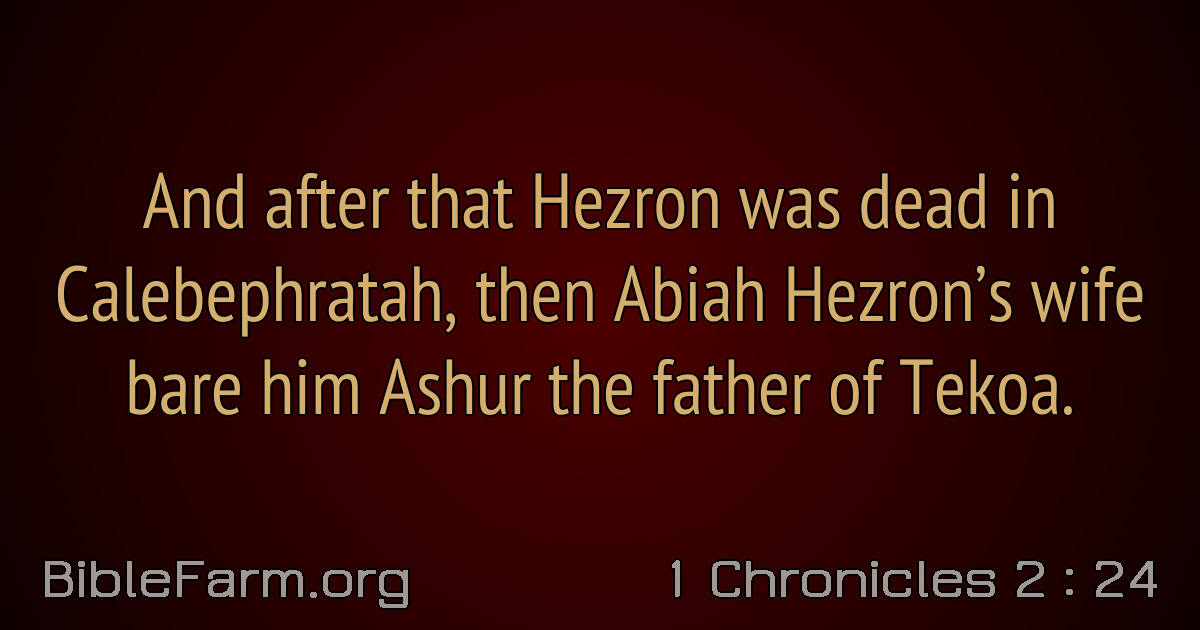 And after that Hezron was dead in
Calebephratah, then Abiah Hezron’s wife
bare him Ashur the father of Tekoa.
BibleFarm.org
1 Chronicles 2 : 24